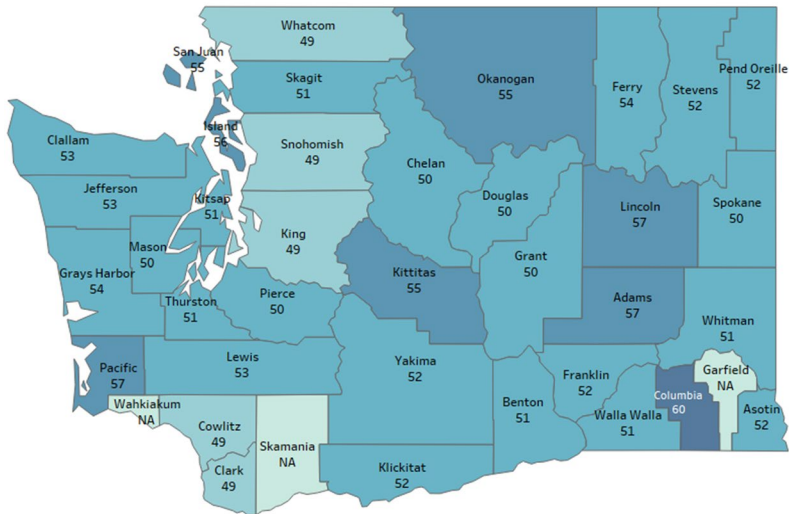 Whatcom
49
San Juan
55
Skagit
51
Okanogan
55
Ferry
54
Stevens
52
Pend Oreille
52
Island
56
Clallam
53
Snohomish
49
Chelan
50
Jefferson
53
Kitsap
51
Douglas
50
Lincoln
57
Spokane
50
King
49
Mason
50
Grant
50
Grays Harbor
54
Kittitas
55
Thurston
51
Pierce
50
Adams
57
Whitman
51
Pacific
57
Lewis
53
Yakima
52
Franklin
52
Garfield
NA
Wahkiakum
NA
Cowlitz
49
Skamania
NA
Benton
51
Walla Walla
51
Columbia
60
Asotin
52
Clark
49
Klickitat
52